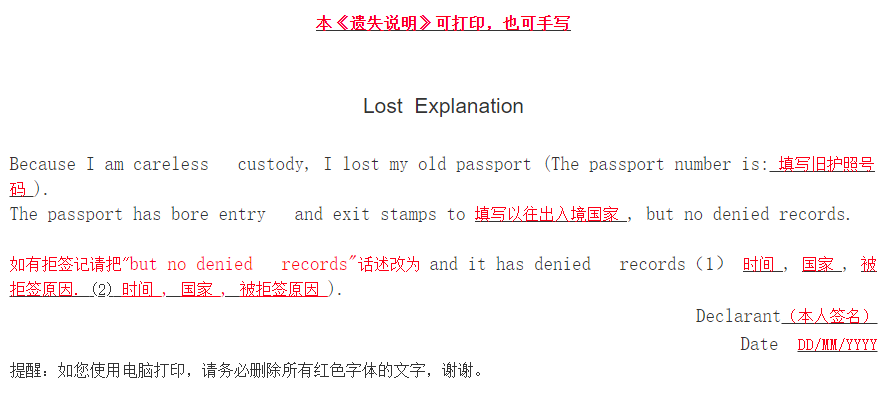 本《遗失说明》可打印，也可手写
Lost Explanation
Because I am careless custody, I lost my old passport (The passport number is: 填写旧护照号
码 ).
The passport has bore entry and exit stamps to 填写以往出入境国家 , but no denied records.
如有拒签记请把"but no denied records"话述改为 and it has denied records (1) 时间 , 国家 , 被
拒签原因. (2) 时间 , 国家 , 被拒签原因 ).
Declarant（本人签名）
Date DD/MM/YYYY
提醒：如您使用电脑打印，请务必删除所有红色字体的文字，谢谢。